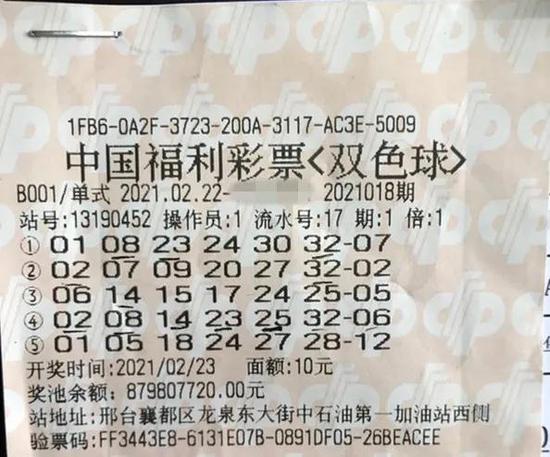 1FB6-0A2F-3723-200A-3117-AC3E-5009
中国福利彩票<双色球>
B001/单式 2021.02.22- 2021018期
站号:13190452 操作员:1 流水号:17 期:1 倍:1
① 01 08 23 24 30 32-07
② 02 07 09 20 27 32-02
③ 06 14 15 17 24 25-05
④ 02 08 14 23 25 32-06
⑤ 01 05 18 24 27 28-12
开奖时间:2021/02/23 面额:10元
奖池余额: 879807720.00元
站地址:邢台襄都区龙泉东大街中石油第一加油站西侧
验票码:FF3443E8-6131E07B-0891DF05-26BEACEE